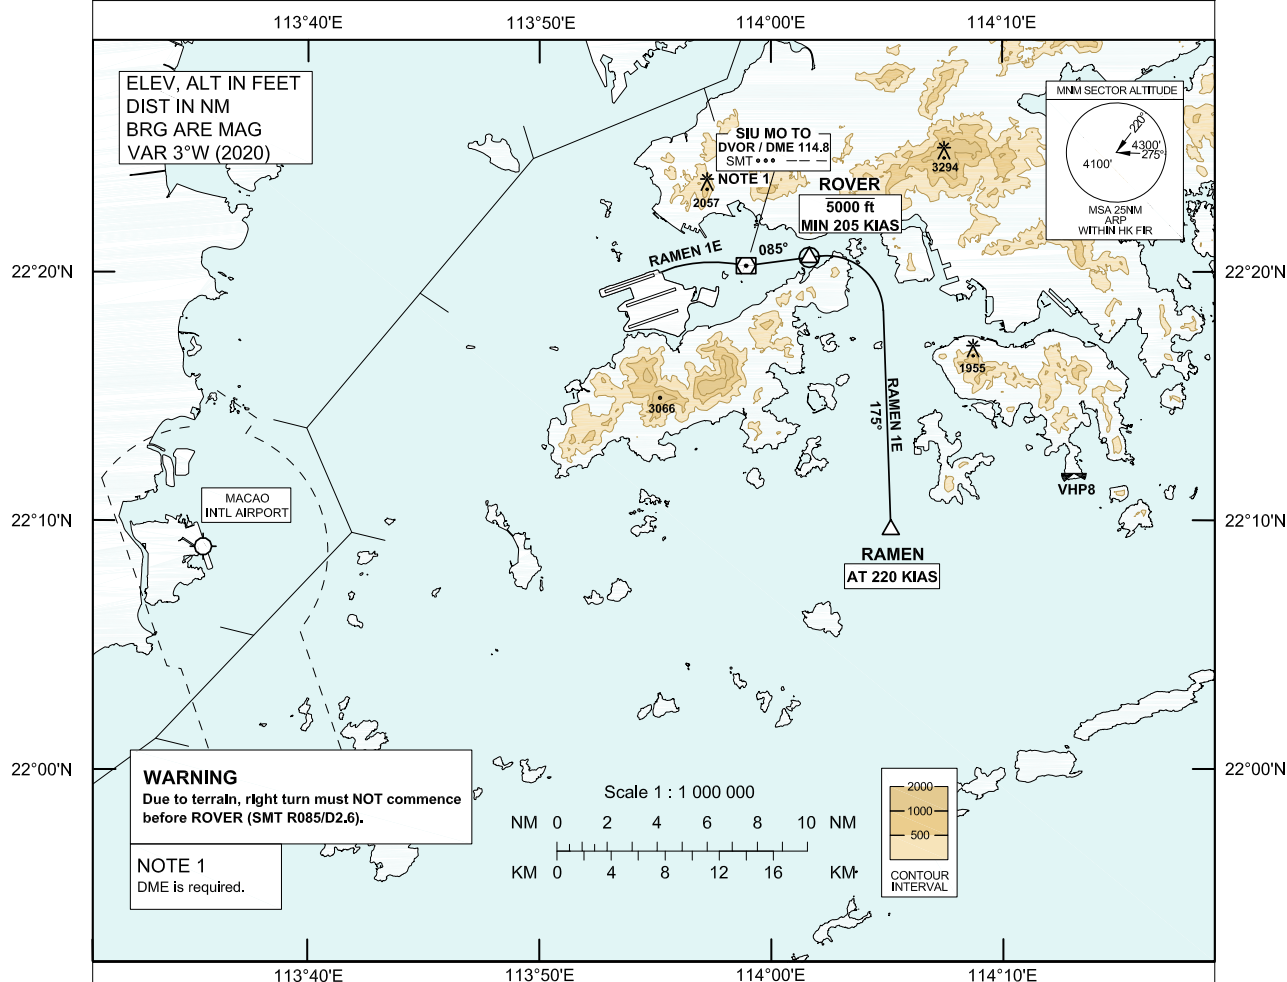 113°40'E
113°50'E
114°00'E
114°10'E
ELEV, ALT IN FEET
DIST IN NM
BRG ARE MAG
VAR 3°W (2020)
MNM SECTOR ALTITUDE
220°
4300'
275°
4100'
MSA 25NM
ARP
WITHIN HK FIR
SIU MO TO
DVOR / DME 114.8
SMT
NOTE 1
2057
3294
ROVER
5000 ft
MIN 205 KIAS
RAMEN 1E
085°
22°20'N
22°20'N
1955
3066
RAMEN 1E
175°
VHP8
MACAO
INTL AIRPORT
22°10'N
22°10'N
RAMEN
AT 220 KIAS
22°00'N
22°00'N
WARNING
Due to terrain, right turn must NOT commence
before ROVER (SMT R085/D2.6).
NOTE 1
DME is required.
Scale 1 : 1 000 000
NM 0 2 4 6 8 10 NM
KM 0 4 8 12 16 KM
2000
1000
500
CONTOUR
INTERVAL
113°40'E
113°50'E
114°00'E
114°10'E